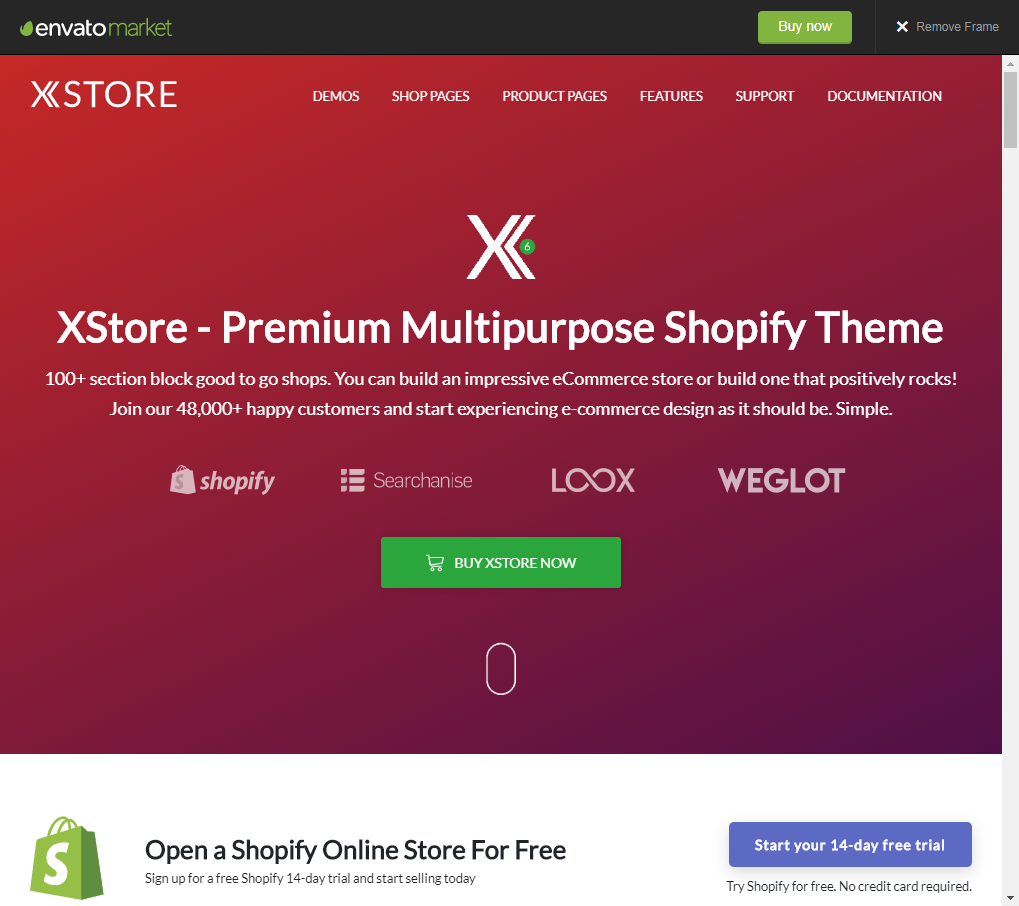 envato market
Buy now
Remove Frame
XSTORE
DEMOS
SHOP PAGES
PRODUCT PAGES
FEATURES
SUPPORT
DOCUMENTATION
X
6
XStore - Premium Multipurpose Shopify Theme
100+ section block good to go shops. You can build an impressive eCommerce store or build one that positively rocks!
Join our 48,000+ happy customers and start experiencing e-commerce design as it should be. Simple.
S shopify
Searchanise
LOOX
WEGLOT
BUY XSTORE NOW
S
Open a Shopify Online Store For Free
Sign up for a free Shopify 14-day trial and start selling today
Start your 14-day free trial
Try Shopify for free. No credit card required.